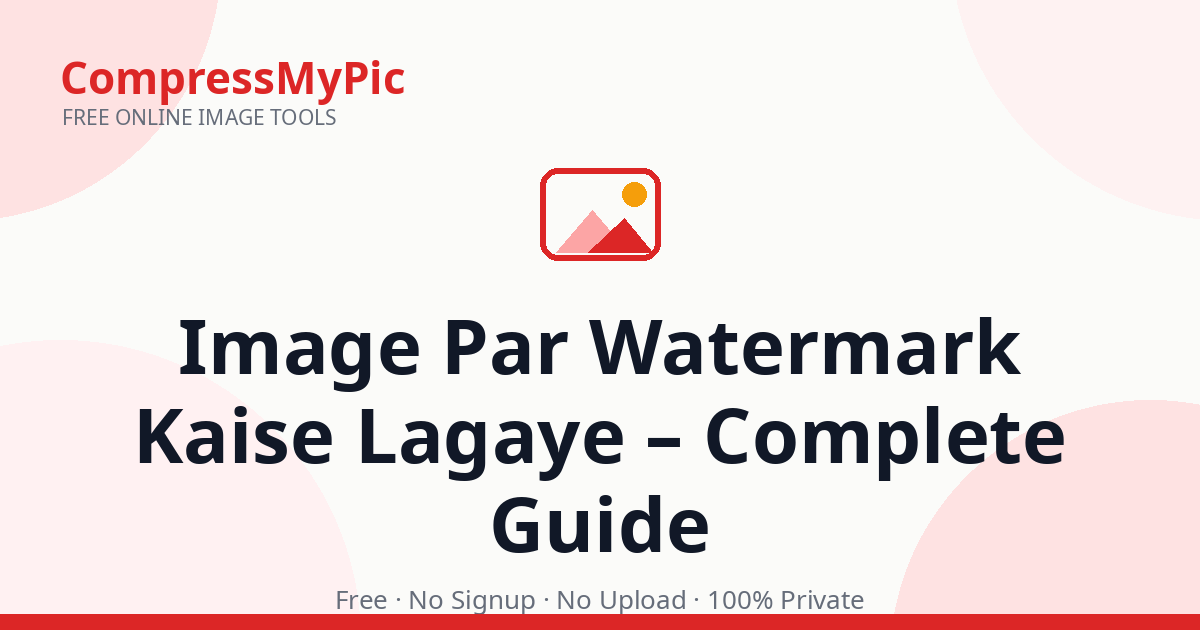 CompressMyPic
FREE ONLINE IMAGE TOOLS
Image Par Watermark
Kaise Lagaye – Complete
Guide
Free · No Signup · No Upload · 100% Private